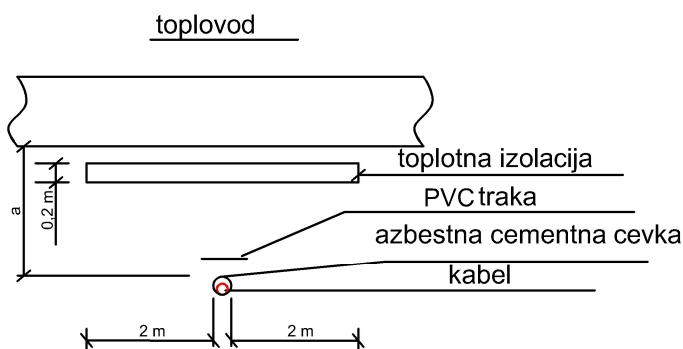 toplovod
toplotna izolacija
PVC traka
a
0,2 m
azbestna cementna cevka
kabel
2 m
2 m